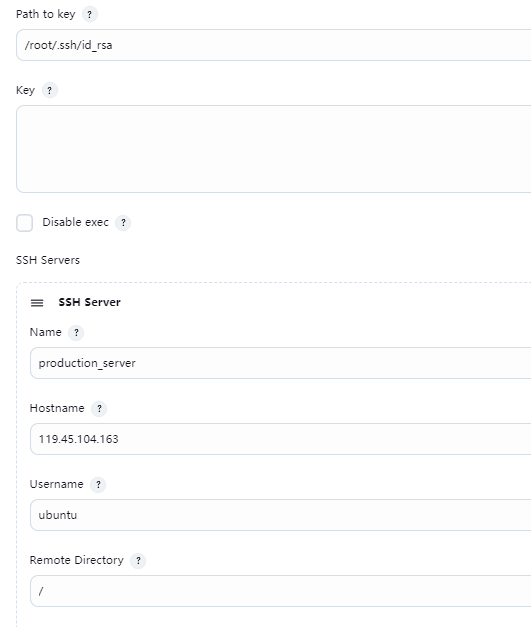 Path to key ?
/root/.ssh/id_rsa
Key ?
Disable exec ?
SSH Servers
SSH Server
Name ?
production_server
Hostname ?
119.45.104.163
Username ?
ubuntu
Remote Directory ?
/